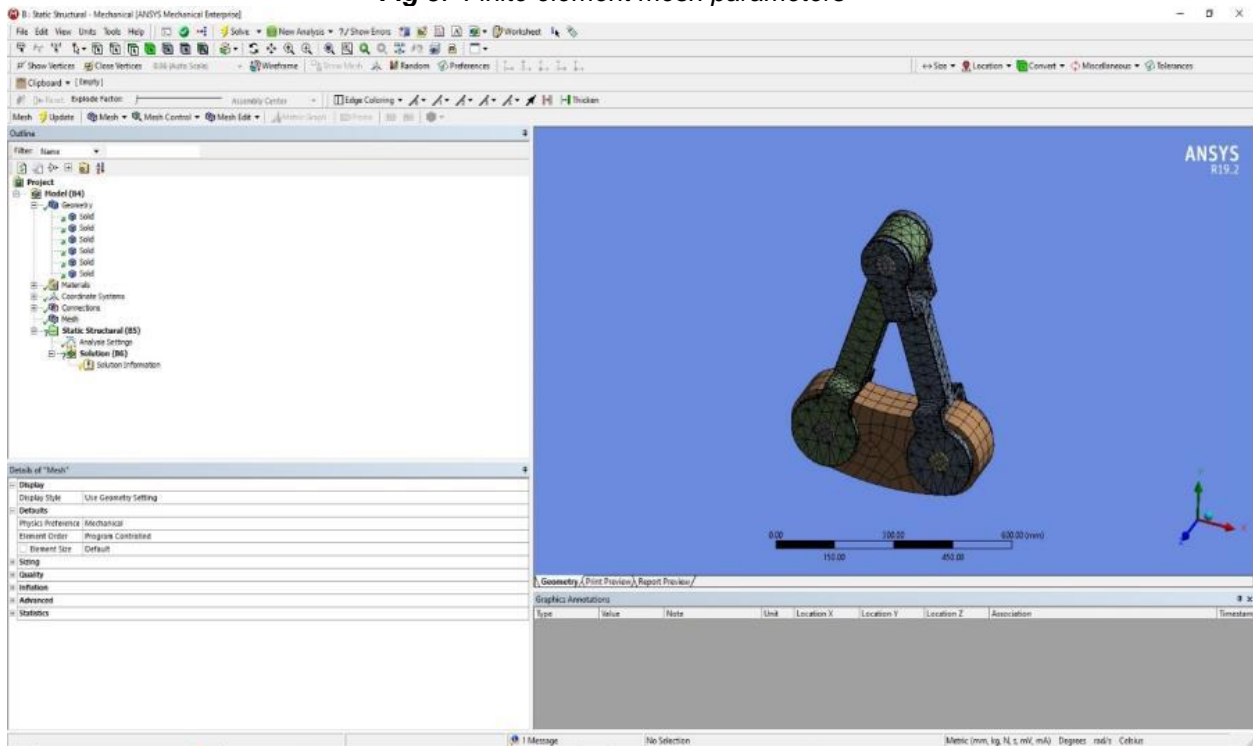 Finite element mesh parameters
B: Static Structural - Mechanical [ANSYS Mechanical Enterprise]
File Edit View Units Tools Help Solve New Analysis ?/ Show Errors Worksheet
Show Vertices Close Vertices Wireframe Show Mesh Random Preferences Size Location Convert Miscellaneous Tolerances
Clipboard [Empty]
Explode Factor: Assembly Center Edge Coloring Thicken
Mesh Update Mesh Mesh Control Mesh Edit Metric Graph
Outline
Filter: Name
Project
Model (B4)
Geometry
Solid
Solid
Solid
Solid
Solid
Solid
Materials
Coordinate Systems
Connections
Mesh
Static Structural (B5)
Analysis Settings
Solution (B6)
Solution Information
ANSYS
R19.2
Details of "Mesh"
Display
Display Style Use Geometry Setting
Defaults
Physics Preference Mechanical
Element Order Program Controlled
Element Size Default
Sizing
Quality
Inflation
Advanced
Statistics
0.00 300.00 600.00 (mm)
150.00 450.00
Geometry Print Preview Report Preview
Graphics Annotations
Type Value Note Unit Location X Location Y Location Z Association
1 Message No Selection Metric (mm, kg, N, s, mV, mA) Degrees rad/s Celsius